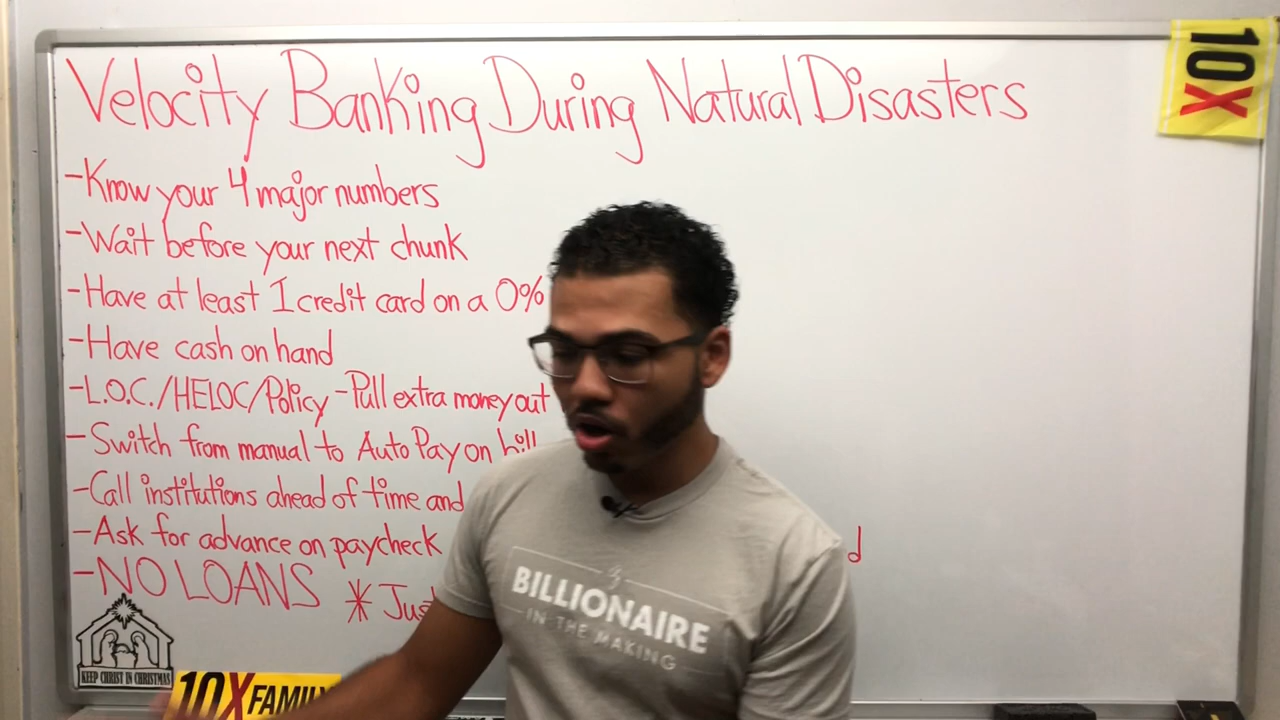 Velocity Banking During Natural Disasters
10X
-Know your 4 major numbers
-Wait before your next chunk
-Have at least 1 credit card on a 0%
-Have cash on hand
-L.O.C./HELOC/Policy -Pull extra money out
-Switch from manual to Auto Pay on
-Call institutions ahead of time and
-Ask for advance on paycheck
-NO LOANS *
BILLIONAIRE
IN THE MAKING
KEEP CHRIST IN CHRISTMAS
10X FAMILY